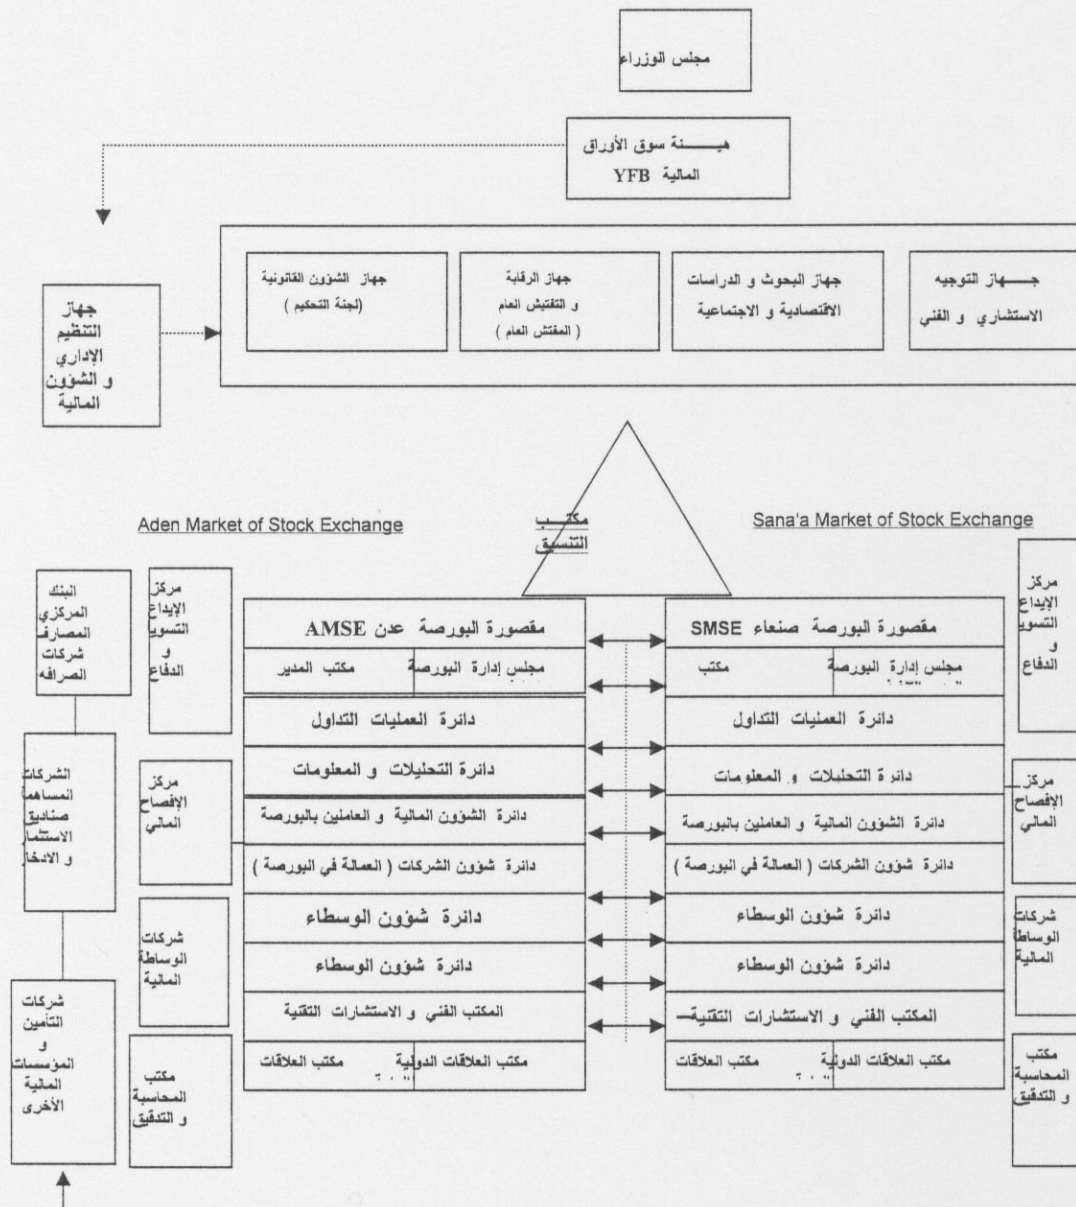 مجلس الوزراء
هيـــــنة سوق الأوراق
المالية YFB
جـــــهاز التوجيه
الاستشاري و الفني
جهاز البحوث و الدراسات
الاقتصادية و الاجتماعية
جهاز الرقابة
و التفتيش العام
( المفتش العام )
جهاز الشؤون القانونية
(لجنة التحكيم )
جهاز
التنظيم
الإداري
و الشؤون
المالية
Sana'a Market of Stock Exchange
مكتـــب
التنسيق
Aden Market of Stock Exchange
مركز
الإيداع
التسوي
و
الدفاع
مركز
الإفصاح
المالي
شركات
الوساطة
المالية
مكتب
المحاسبة
و التدقيق
مقصورة البورصة صنعاء SMSE
مجلس إدارة البورصة
مكتب
دائرة العمليات التداول
دائرة التحليلات و المعلومات
دائرة الشؤون المالية و العاملين بالبورصة
دائرة شؤون الشركات ( العمالة في البورصة )
دائرة شؤون الوسطاء
دائرة شؤون الوسطاء
المكتب الفني و الاستشارات التقنية
مكتب العلاقات الدولية
مكتب العلاقات
مقصورة البورصة عدن AMSE
مجلس إدارة البورصة
مكتب المدير
دائرة العمليات التداول
دائرة التحليلات و المعلومات
دائرة الشؤون المالية و العاملين بالبورصة
دائرة شؤون الشركات ( العمالة في البورصة )
دائرة شؤون الوسطاء
دائرة شؤون الوسطاء
المكتب الفني و الاستشارات التقنية
مكتب العلاقات الدولية
مكتب العلاقات
مركز
الإيداع
التسوي
و
الدفاع
مركز
الإفصاح
المالي
شركات
الوساطة
المالية
مكتب
المحاسبة
و التدقيق
البنك
المركزي
المصارف
شركات
الصرافه
الشركات
المساهمة
صناديق
الاستثمار
و الادخار
شركات
التأمين
و
المؤسسات
المالية
الأخرى